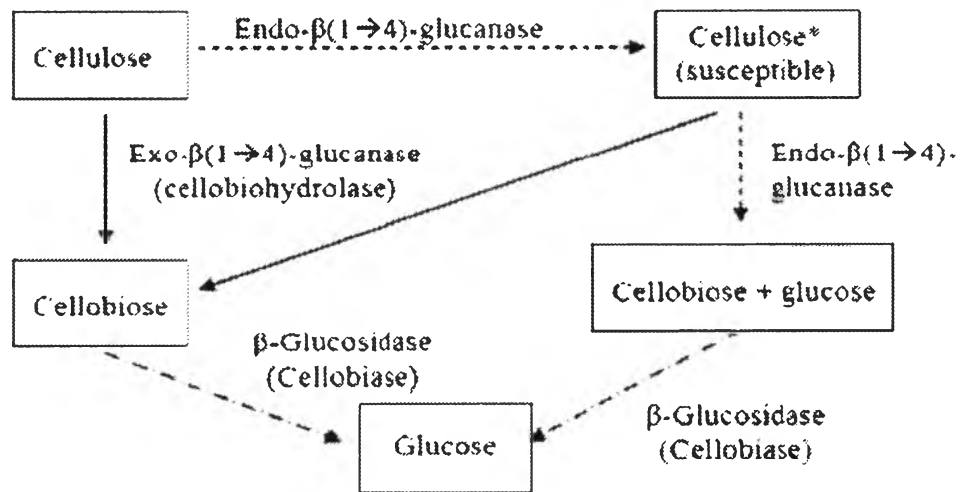 Endo-β(1→4)-glucanase
Cellulose
Cellulose*
(susceptible)
Exo-β(1→4)-glucanase
(cellobiohydrolase)
Endo-β(1→4)-
glucanase
Cellobiose
Cellobiose + glucose
β-Glucosidase
(Cellobiase)
β-Glucosidase
(Cellobiase)
Glucose